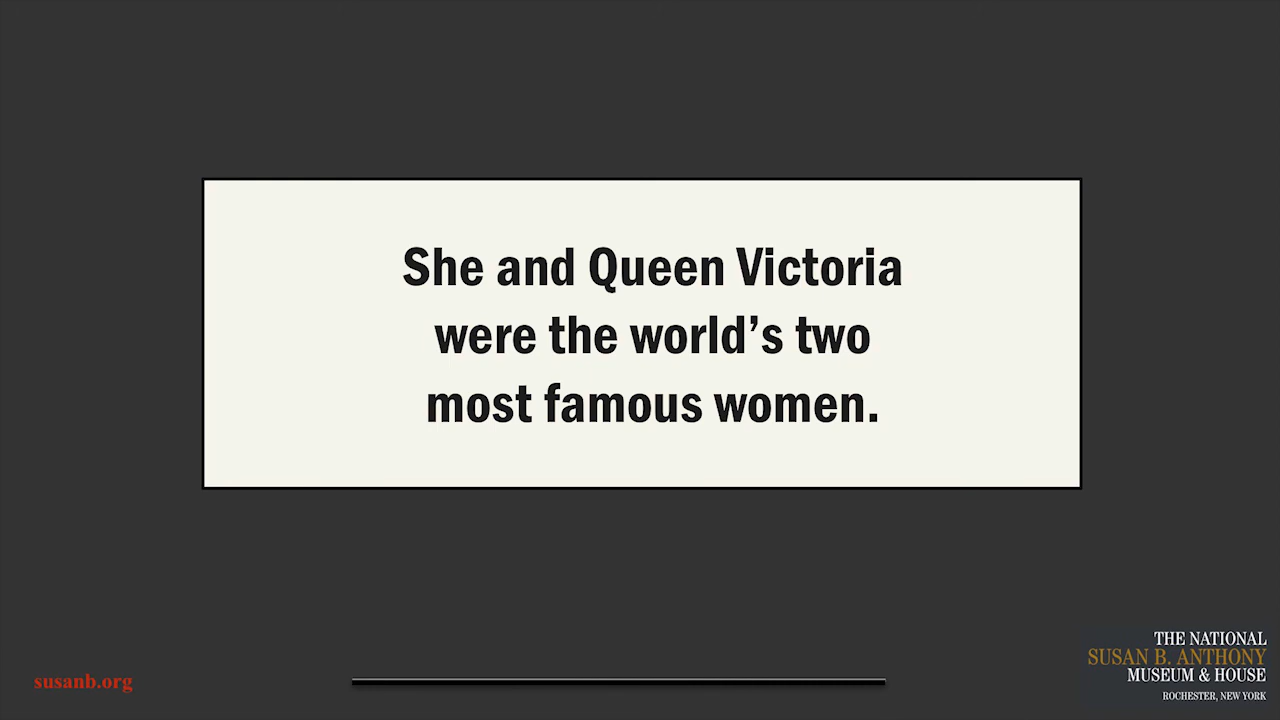 She and Queen Victoria
were the world’s two
most famous women.
susanb.org
THE NATIONAL
SUSAN B. ANTHONY
MUSEUM & HOUSE
ROCHESTER, NEW YORK